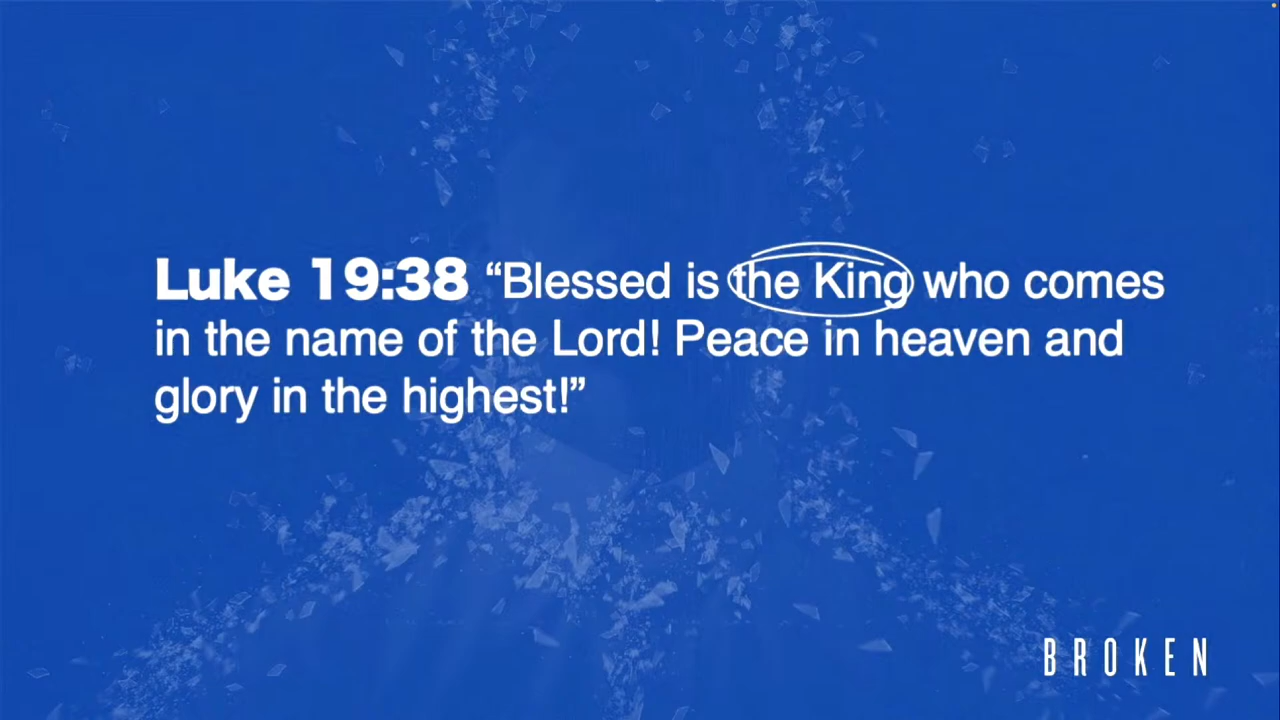 Luke 19:38 “Blessed is the King who comes
in the name of the Lord! Peace in heaven and
glory in the highest!”
BROKEN